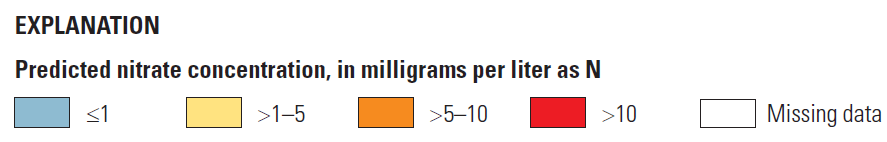 EXPLANATION
Predicted nitrate concentration, in milligrams per liter as N
≤1 >1–5 >5–10 >10 Missing data